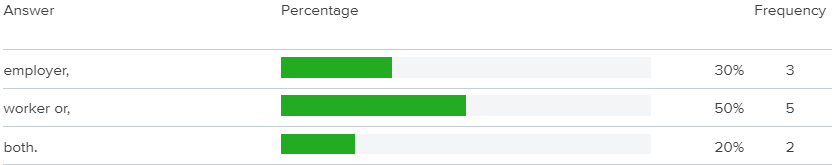 Answer Percentage Frequency
employer, 30% 3
worker or, 50% 5
both. 20% 2